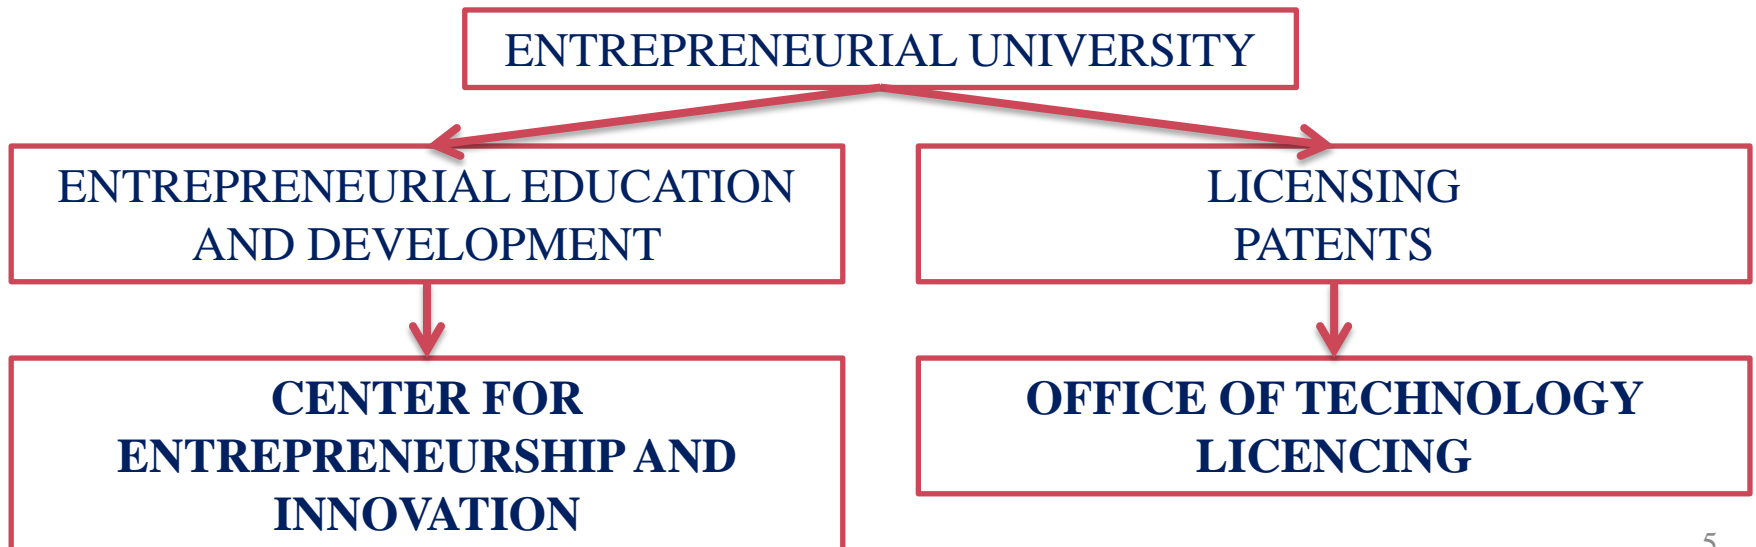 ENTREPRENEURIAL UNIVERSITY
ENTREPRENEURIAL EDUCATION
AND DEVELOPMENT
LICENSING
PATENTS
CENTER FOR
ENTREPRENEURSHIP AND
INNOVATION
OFFICE OF TECHNOLOGY
LICENCING
5